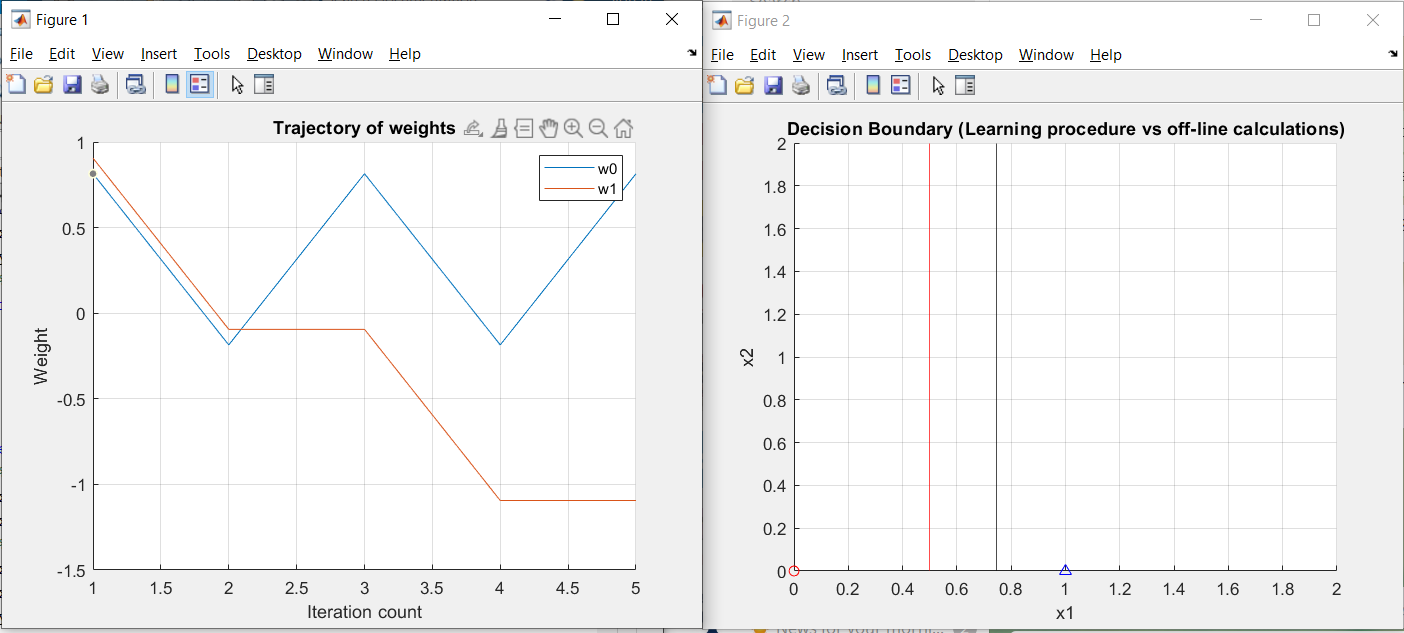 Figure 1
File Edit View Insert Tools Desktop Window Help
Trajectory of weights
w0
w1
1
0.5
0
-0.5
-1
-1.5
Weight
1 1.5 2 2.5 3 3.5 4 4.5 5
Iteration count
Figure 2
File Edit View Insert Tools Desktop Window Help
Decision Boundary (Learning procedure vs off-line calculations)
2
1.8
1.6
1.4
1.2
1
0.8
0.6
0.4
0.2
0
x2
0 0.2 0.4 0.6 0.8 1 1.2 1.4 1.6 1.8 2
x1